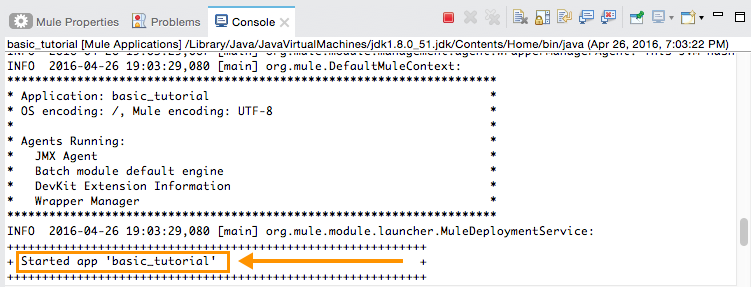 Mule Properties Problems Console
basic_tutorial [Mule Applications] /Library/Java/JavaVirtualMachines/jdk1.8.0_51.jdk/Contents/Home/bin/java (Apr 26, 2016, 7:03:22 PM)
INFO 2016-04-26 19:03:29,080 [main] org.mule.DefaultMuleContext:
**********************************************************************
* Application: basic_tutorial *
* OS encoding: /, Mule encoding: UTF-8 *
* *
* Agents Running: *
* JMX Agent *
* Batch module default engine *
* DevKit Extension Information *
* Wrapper Manager *
**********************************************************************
INFO 2016-04-26 19:03:29,080 [main] org.mule.module.launcher.MuleDeploymentService:
++++++++++++++++++++++++++++++++++++++++++++++++++++++++++++
+ Started app 'basic_tutorial' +
++++++++++++++++++++++++++++++++++++++++++++++++++++++++++++